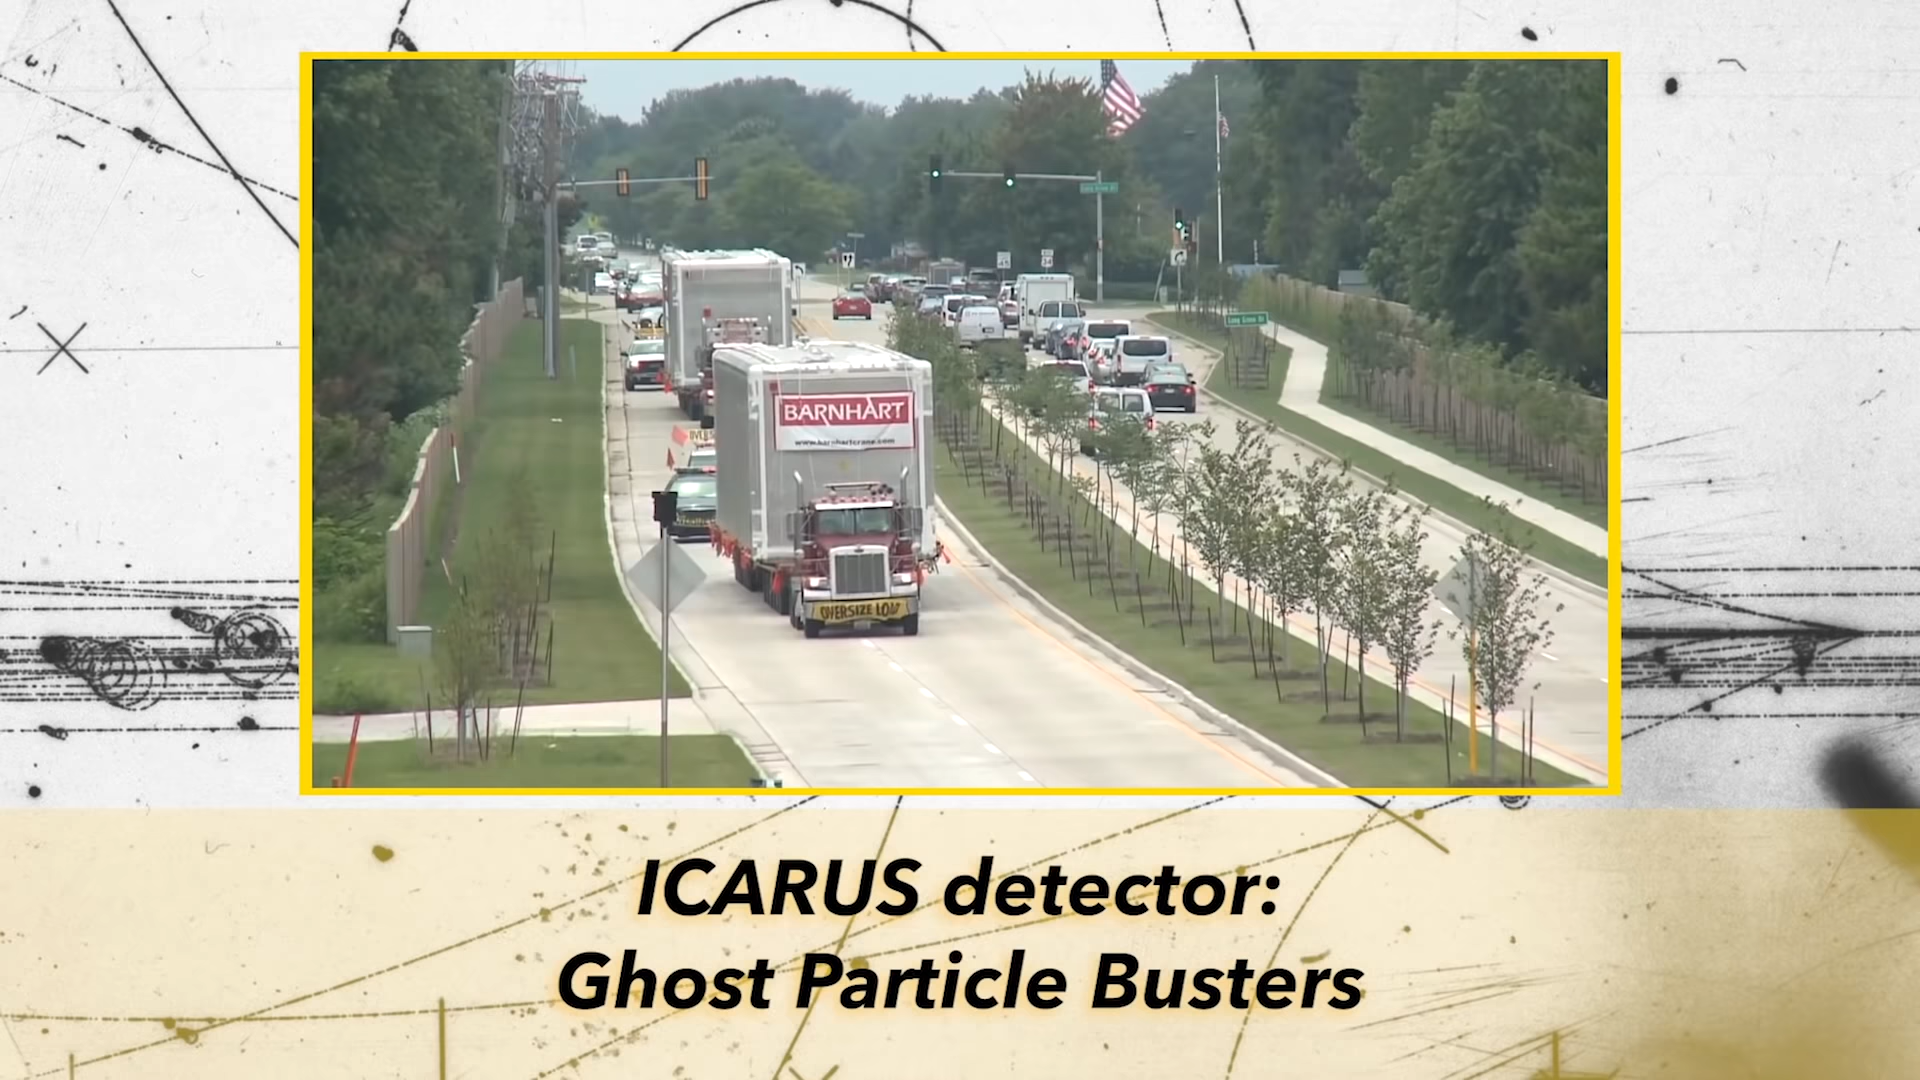 BARNHART
www.barnhartcrane.com
OVERSIZE LOAD
ICARUS detector:
Ghost Particle Busters